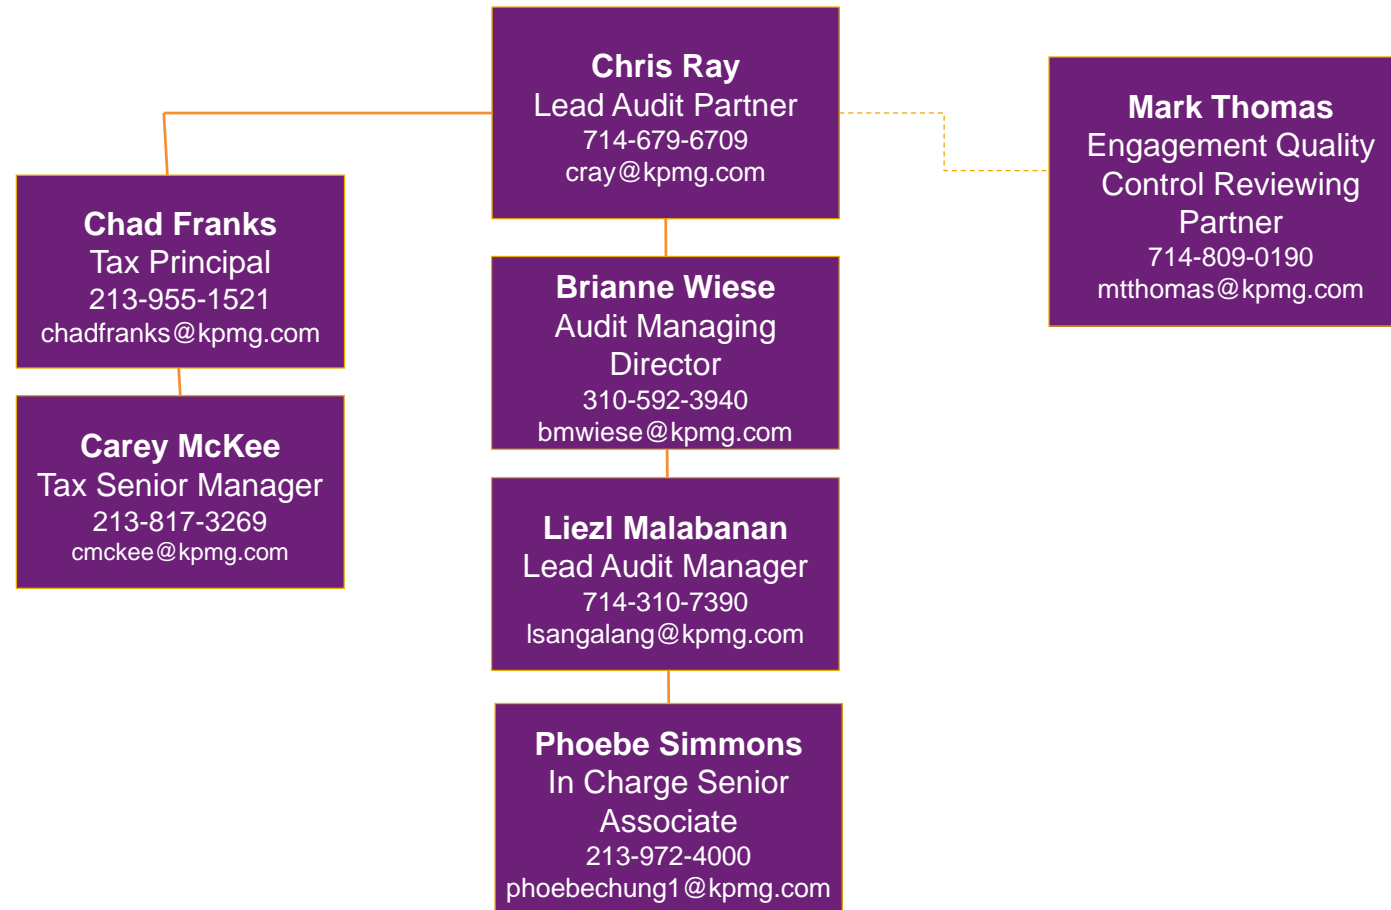 Chris Ray
Lead Audit Partner
714-679-6709
cray@kpmg.com
Mark Thomas
Engagement Quality
Control Reviewing
Partner
714-809-0190
mtthomas@kpmg.com
Chad Franks
Tax Principal
213-955-1521
chadfranks@kpmg.com
Brianne Wiese
Audit Managing
Director
310-592-3940
bmwiese@kpmg.com
Carey McKee
Tax Senior Manager
213-817-3269
cmckee@kpmg.com
Liezl Malabanan
Lead Audit Manager
714-310-7390
lsangalang@kpmg.com
Phoebe Simmons
In Charge Senior
Associate
213-972-4000
phoebechung1@kpmg.com